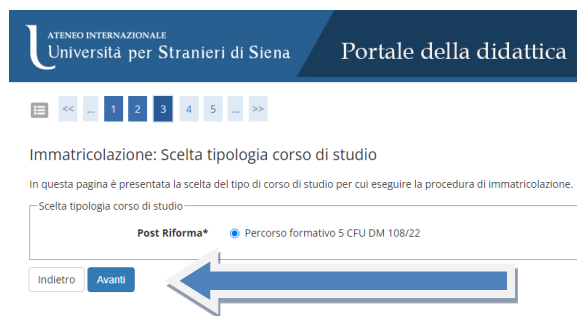 ATENEO INTERNAZIONALE
Università per Stranieri di Siena
Portale della didattica
<< ... 1 2 3 4 5 ... >>
Immatricolazione: Scelta tipologia corso di studio
In questa pagina è presentata la scelta del tipo di corso di studio per cui eseguire la procedura di immatricolazione.
Scelta tipologia corso di studio
Post Riforma* Percorso formativo 5 CFU DM 108/22
Indietro Avanti